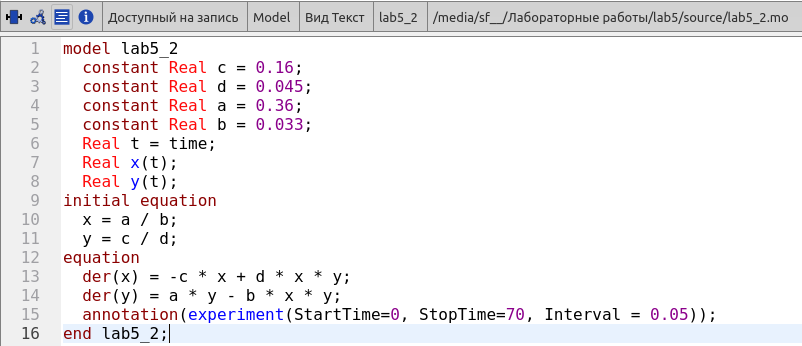 Доступный на запись Model Вид Текст lab5_2 /media/sf__/Лабораторные работы/lab5/source/lab5_2.mo
1 model lab5_2
2 constant Real c = 0.16;
3 constant Real d = 0.045;
4 constant Real a = 0.36;
5 constant Real b = 0.033;
6 Real t = time;
7 Real x(t);
8 Real y(t);
9 initial equation
10 x = a / b;
11 y = c / d;
12 equation
13 der(x) = -c * x + d * x * y;
14 der(y) = a * y - b * x * y;
15 annotation(experiment(StartTime=0, StopTime=70, Interval = 0.05));
16 end lab5_2;